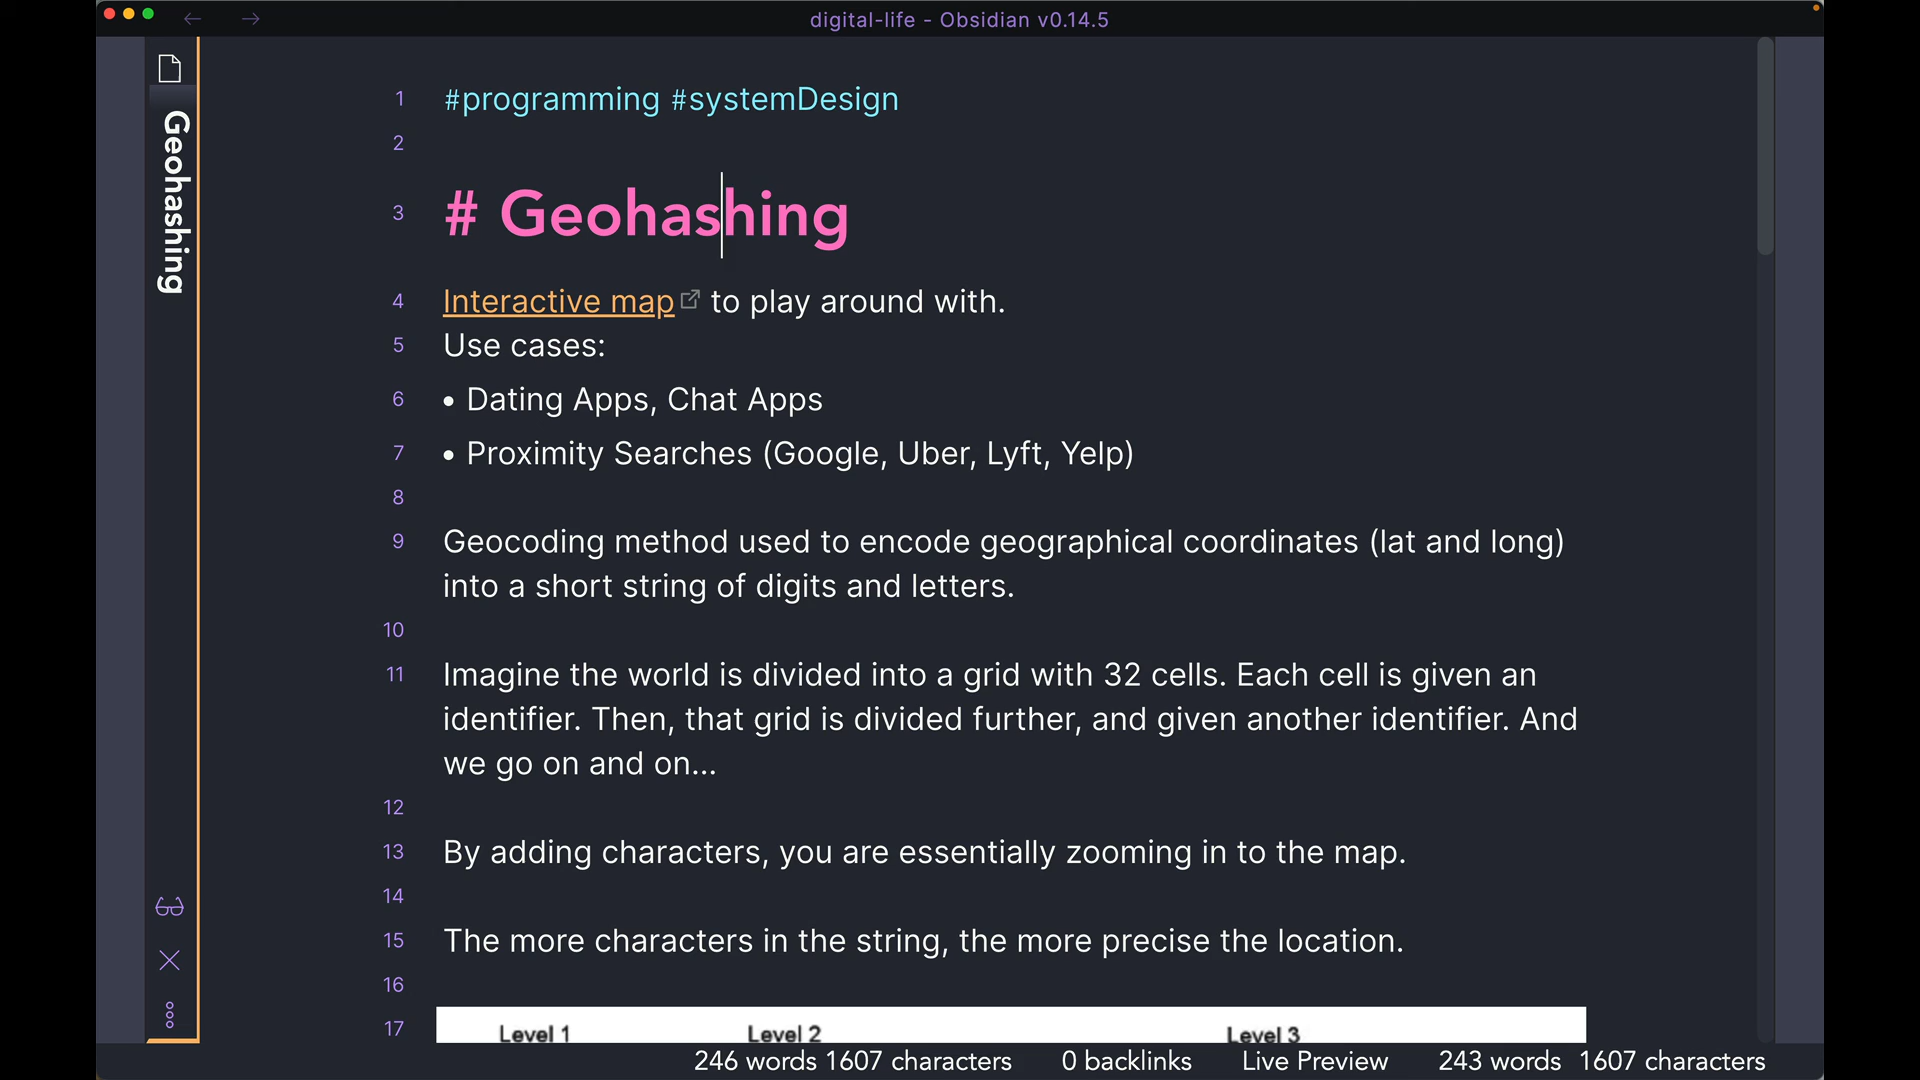 digital-life - Obsidian v0.14.5
Geohashing
1 #programming #systemDesign
2
3 # Geohashing
4 Interactive map to play around with.
5 Use cases:
6 • Dating Apps, Chat Apps
7 • Proximity Searches (Google, Uber, Lyft, Yelp)
8
9 Geocoding method used to encode geographical coordinates (lat and long)
into a short string of digits and letters.
10
11 Imagine the world is divided into a grid with 32 cells. Each cell is given an
identifier. Then, that grid is divided further, and given another identifier. And
we go on and on...
12
13 By adding characters, you are essentially zooming in to the map.
14
15 The more characters in the string, the more precise the location.
16
17 Level 1 Level 2 Level 3
246 words 1607 characters 0 backlinks Live Preview 243 words 1607 characters